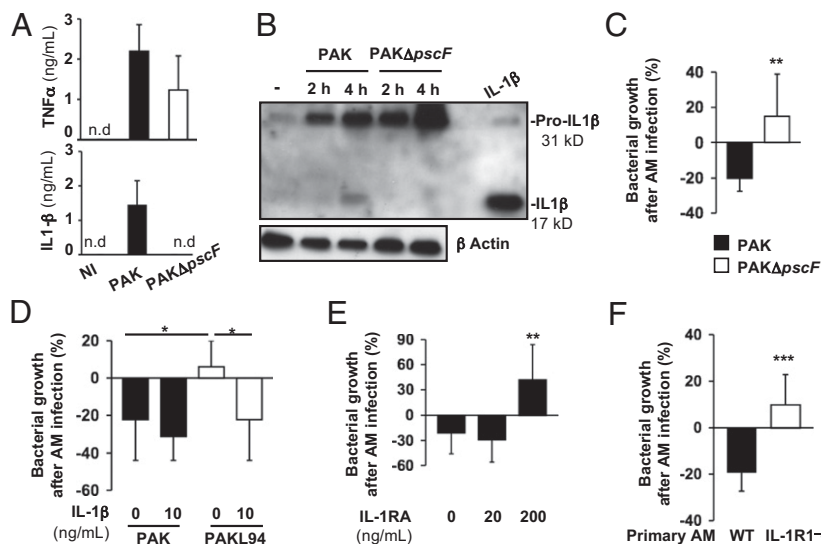 A
TNFα (ng/mL)
3
2
1
0
n.d
IL1-β (ng/mL)
3
2
1
0
n.d
n.d
NI
PAK
PAKΔpscF
B
PAK
PAKΔpscF
-
2 h
4 h
2 h
4 h
IL-1β
-Pro-IL1β
31 kD
-IL1β
17 kD
β Actin
C
Bacterial growth
after AM infection (%)
40
20
0
-20
-40
**
PAK
PAKΔpscF
D
Bacterial growth
after AM infection (%)
20
0
-20
-40
-60
*
*
IL-1β
(ng/mL)
0
10
0
10
PAK
PAKL94
E
Bacterial growth
after AM infection (%)
90
60
30
0
-30
-60
**
IL-1RA
(ng/mL)
0
20
200
F
Bacterial growth
after AM infection (%)
40
20
0
-20
-40
***
Primary AM
WT
IL-1R1–